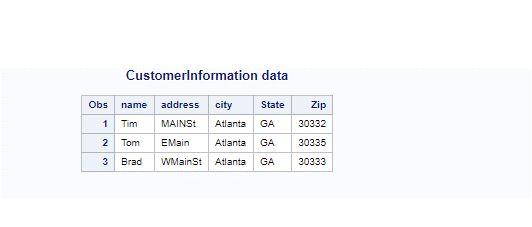 CustomerInformation data
Obs name address city State Zip
1 Tim MAINSt Atlanta GA 30332
2 Tom EMain Atlanta GA 30335
3 Brad WMainSt Atlanta GA 30333